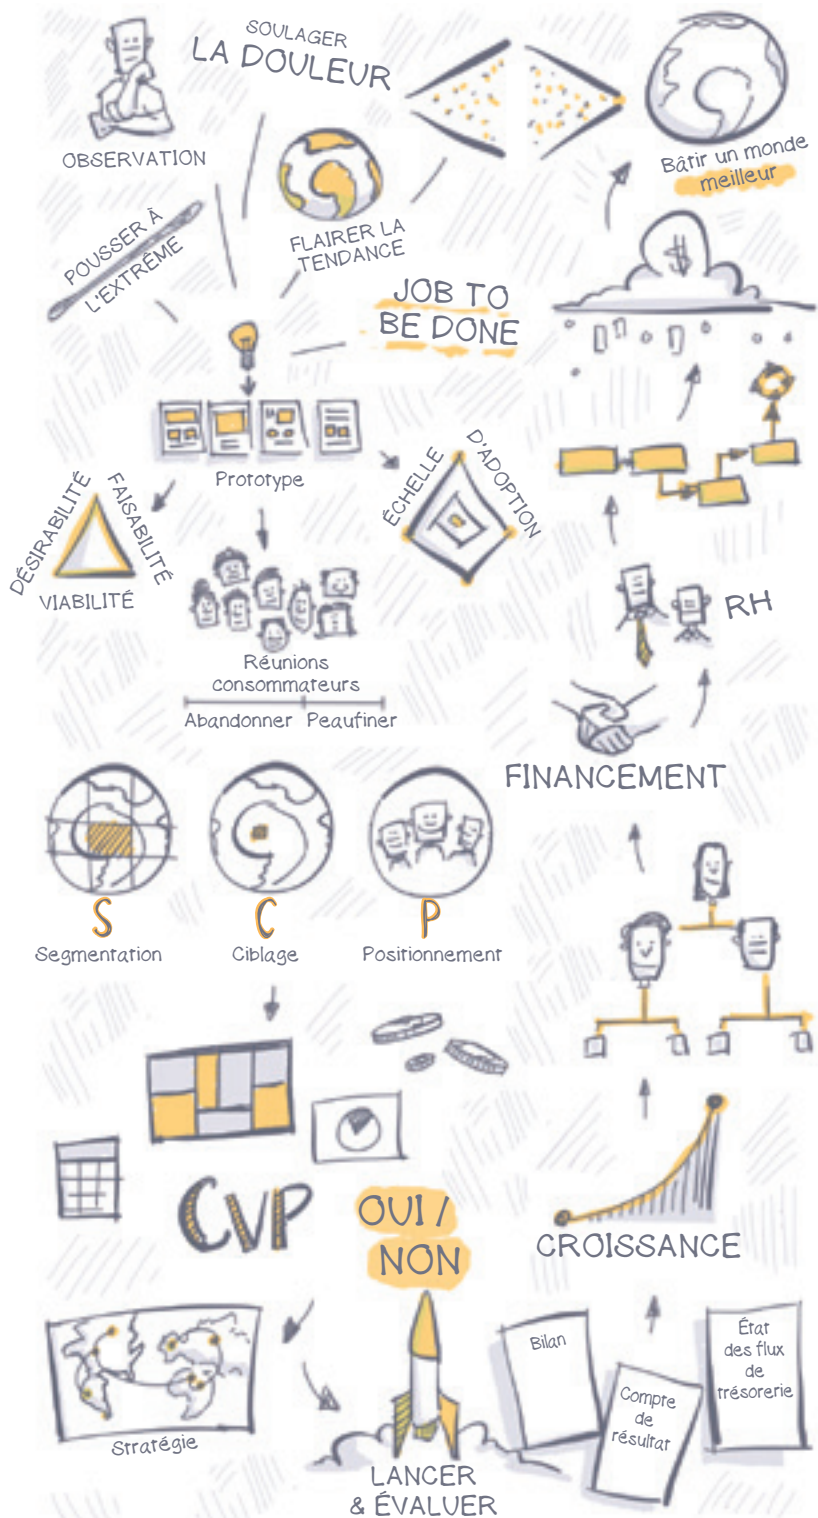 SOULAGER
LA DOULEUR
OBSERVATION
Bâtir un monde
meilleur
POUSSER À
L'EXTRÊME
FLAIRER LA
TENDANCE
$
JOB TO
BE DONE
Prototype
ÉCHELLE
D'ADOPTION
DÉSIRABILITÉ
FAISABILITÉ
VIABILITÉ
RH
Réunions
consommateurs
Abandonner Peaufiner
FINANCEMENT
S
C
P
Segmentation
Ciblage
Positionnement
CVP
OUI /
NON
CROISSANCE
Bilan
Compte
de
résultat
État
des flux
de
trésorerie
Stratégie
LANCER
& ÉVALUER